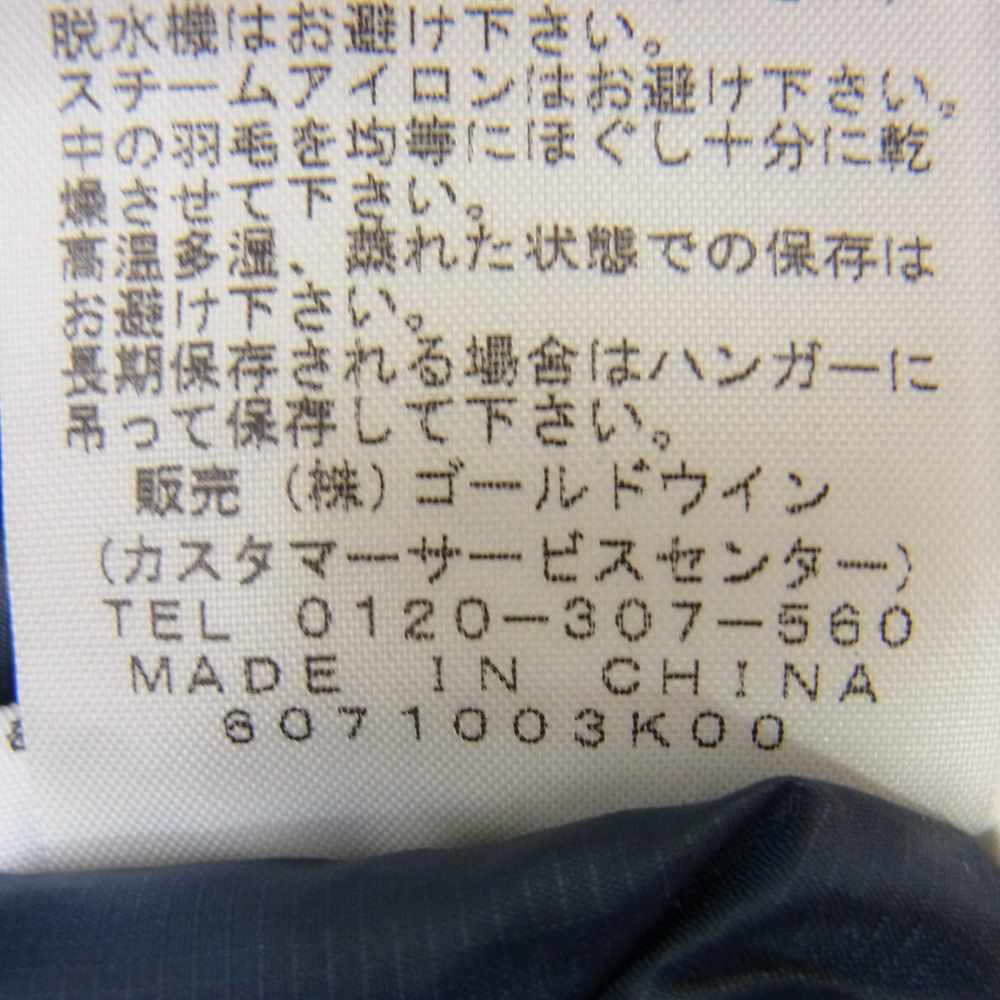 脱水機はお避け下さい。
スチームアイロンはお避け下さい。
中の羽毛を均等にほぐし十分に乾
燥させて下さい。
高温多湿、蒸れた状態での保存は
お避け下さい。
長期保存される場合はハンガーに
吊って保存して下さい。
販売 (株)ゴールドウイン
(カスタマーサービスセンター)
TEL 0120-307-560
MADE IN CHINA
6071003K00